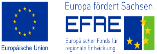 Europa fördert Sachsen
EFRE
Europäischer Fonds für
regionale Entwicklung
Europäische Union